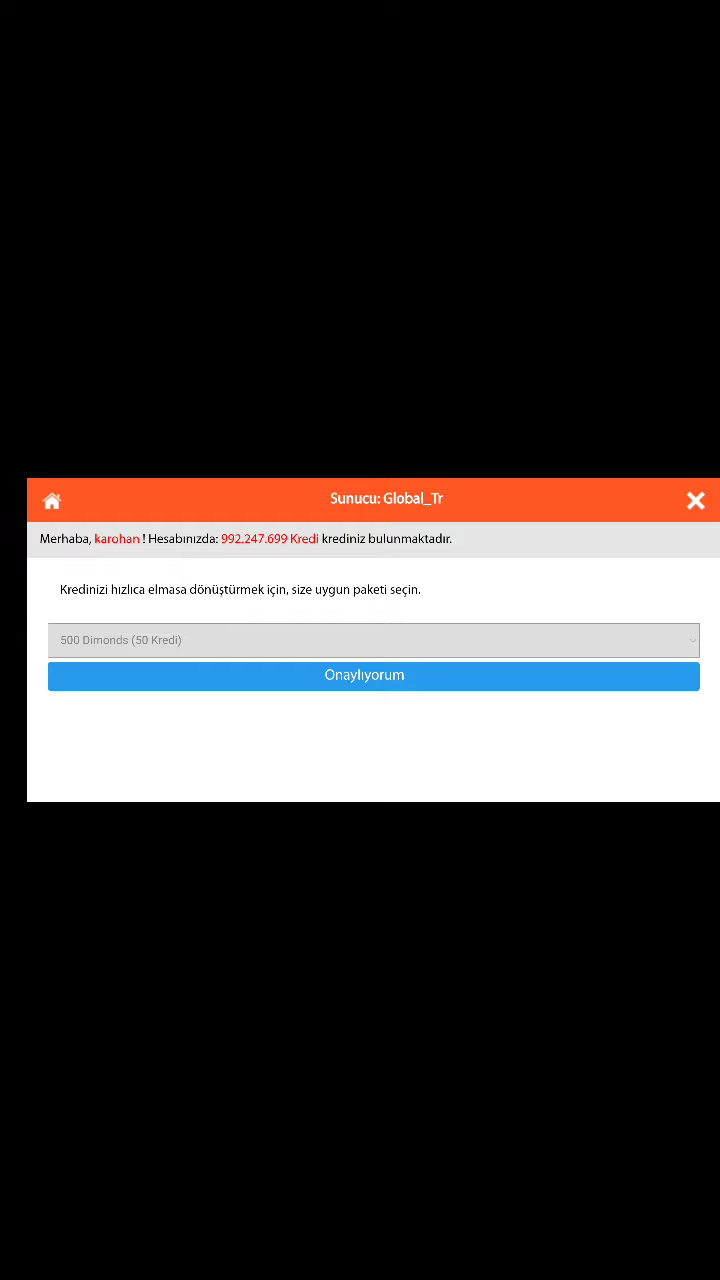 Sunucu: Global_Tr
Merhaba, karohan ! Hesabınızda: 992.247.699 Kredi krediniz bulunmaktadır.
Kredinizi hızlıca elmasa dönüştürmek için, size uygun paketi seçin.
500 Dimonds (50 Kredi)
Onaylıyorum